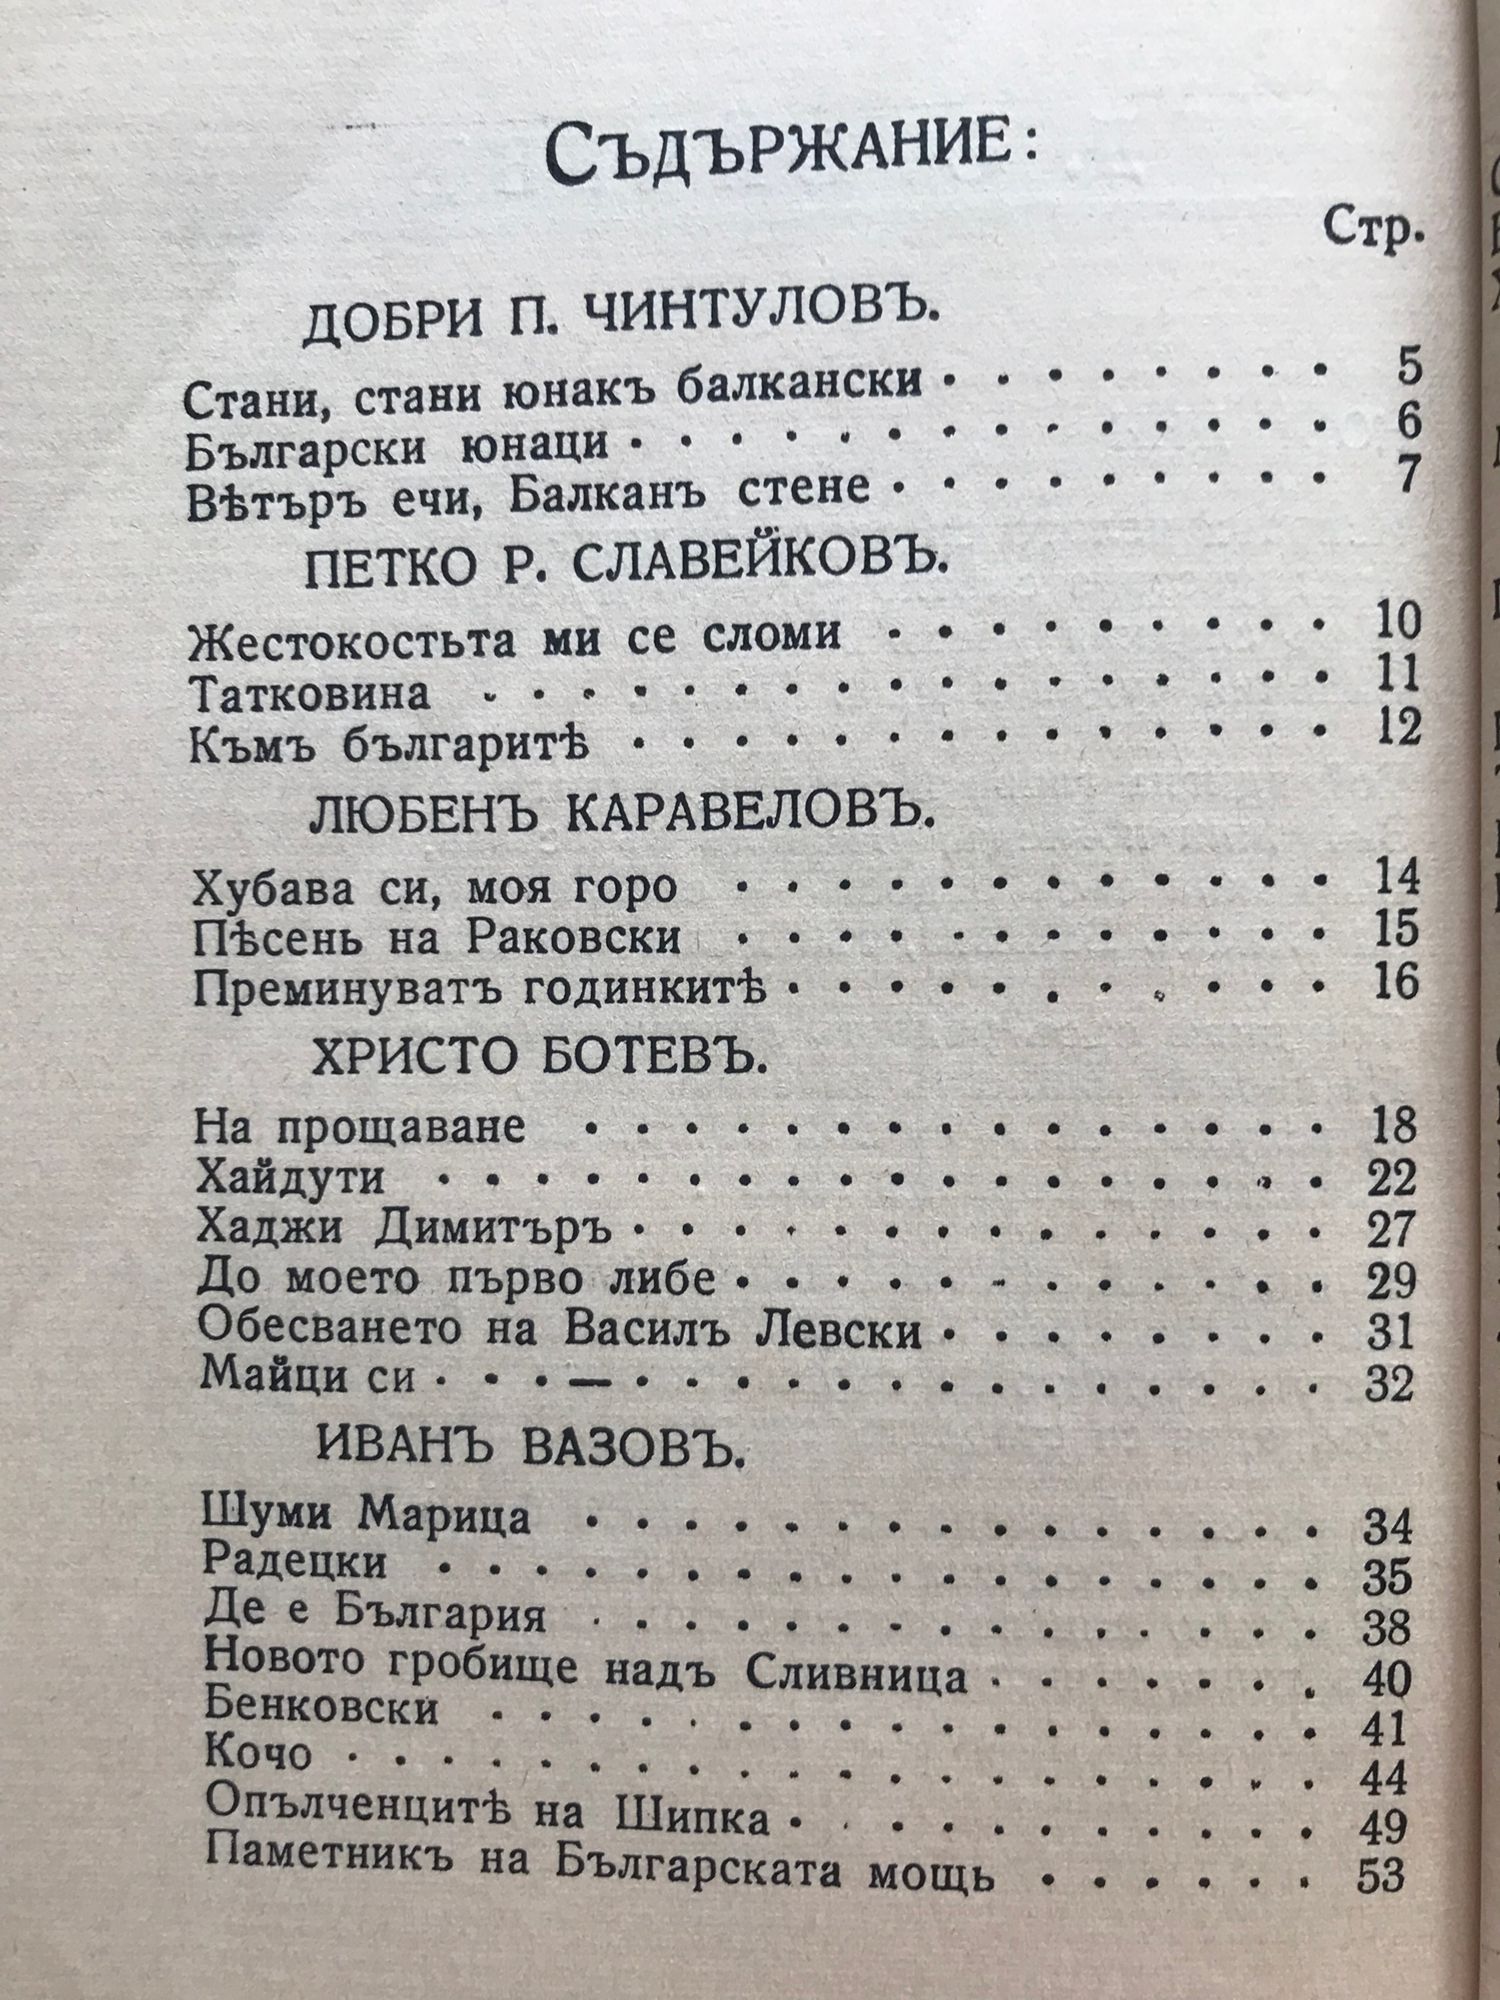 Съдържание:
Стр.
ДОБРИ П. ЧИНТУЛОВЪ.
Стани, стани юнакъ балкански . . . . . . . . 5
Български юнаци . . . . . . . . . . . . . . 6
Вѣтъръ ечи, Балканъ стене . . . . . . . . . 7
ПЕТКО Р. СЛАВЕЙКОВЪ.
Жестокостьта ми се сломи . . . . . . . . . 10
Татковина . . . . . . . . . . . . . . . . . 11
Къмъ българитѣ . . . . . . . . . . . . . . 12
ЛЮБЕНЪ КАРАВЕЛОВЪ.
Хубава си, моя горо . . . . . . . . . . . . 14
Пѣсень на Раковски . . . . . . . . . . . . 15
Преминуватъ годинкитѣ . . . . . . . . . . . 16
ХРИСТО БОТЕВЪ.
На прощаване . . . . . . . . . . . . . . . 18
Хайдути . . . . . . . . . . . . . . . . . . 22
Хаджи Димитъръ . . . . . . . . . . . . . . 27
До моето първо либе . . . . . . . . . . . . 29
Обесването на Василъ Левски . . . . . . . . 31
Майци си . . . — . . . . . . . . . . . . . . 32
ИВАНЪ ВАЗОВЪ.
Шуми Марица . . . . . . . . . . . . . . . 34
Радецки . . . . . . . . . . . . . . . . . . 35
Де е България . . . . . . . . . . . . . . . 38
Новото гробище надъ Сливница . . . . . . . 40
Бенковски . . . . . . . . . . . . . . . . . 41
Кочо . . . . . . . . . . . . . . . . . . . . 44
Опълченцитѣ на Шипка . . . . . . . . . . . 49
Паметникъ на Българската мощь . . . . . . 53